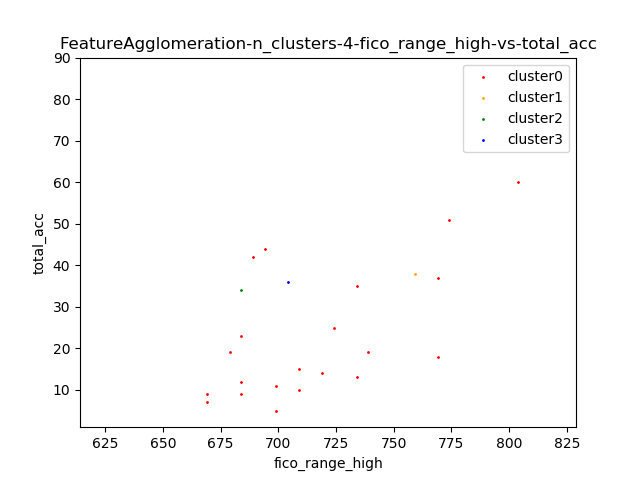 FeatureAgglomeration-n_clusters-4-fico_range_high-vs-total_acc
cluster0
cluster1
cluster2
cluster3
total_acc
90
80
70
60
50
40
30
20
10
625 650 675 700 725 750 775 800 825
fico_range_high